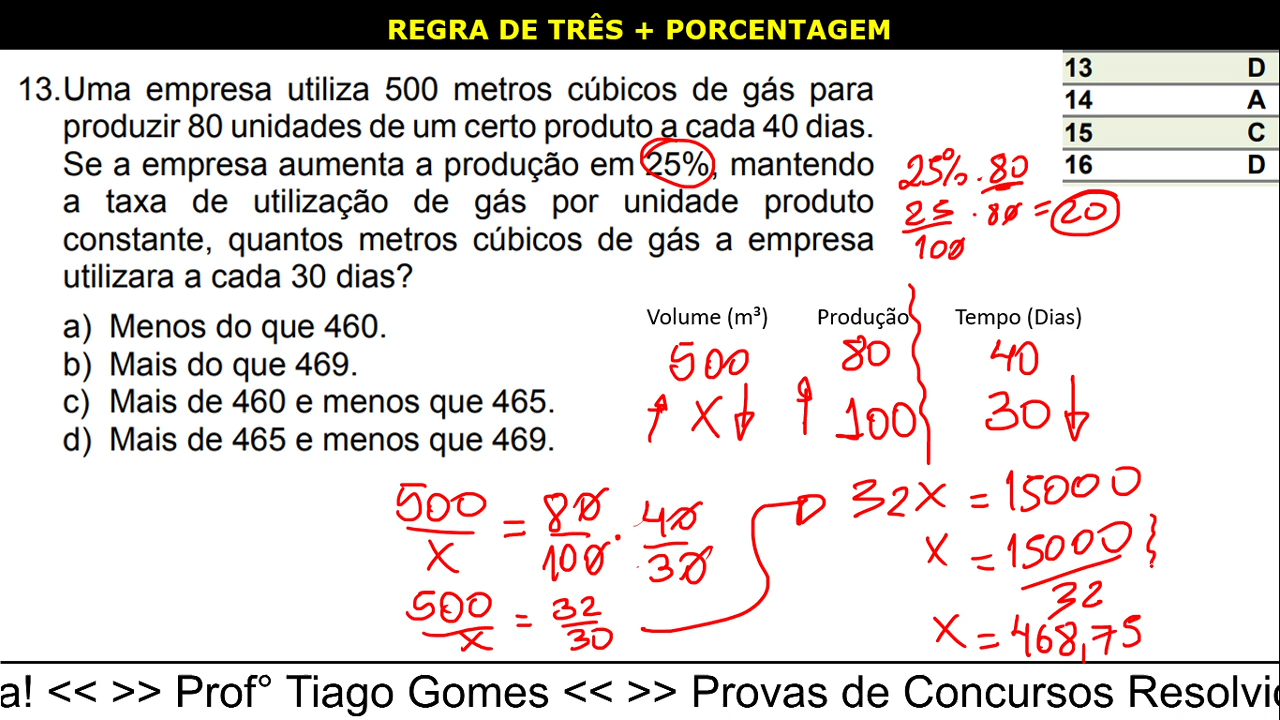 REGRA DE TRÊS + PORCENTAGEM
13.Uma empresa utiliza 500 metros cúbicos de gás para
produzir 80 unidades de um certo produto a cada 40 dias.
Se a empresa aumenta a produção em 25%, mantendo
a taxa de utilização de gás por unidade produto
constante, quantos metros cúbicos de gás a empresa
utilizara a cada 30 dias?
a) Menos do que 460.
b) Mais do que 469.
c) Mais de 460 e menos que 465.
d) Mais de 465 e menos que 469.
13 D
14 A
15 C
16 D
25% . 80
25/100 . 80 = 20
Volume (m³) Produção Tempo (Dias)
500 80 40
X 100 30
500/X = 80/100 . 40/30
500/X = 32/30
32X = 15000
X = 15000/32
X = 468,75
a! << >> Prof° Tiago Gomes << >> Provas de Concursos Resolvi